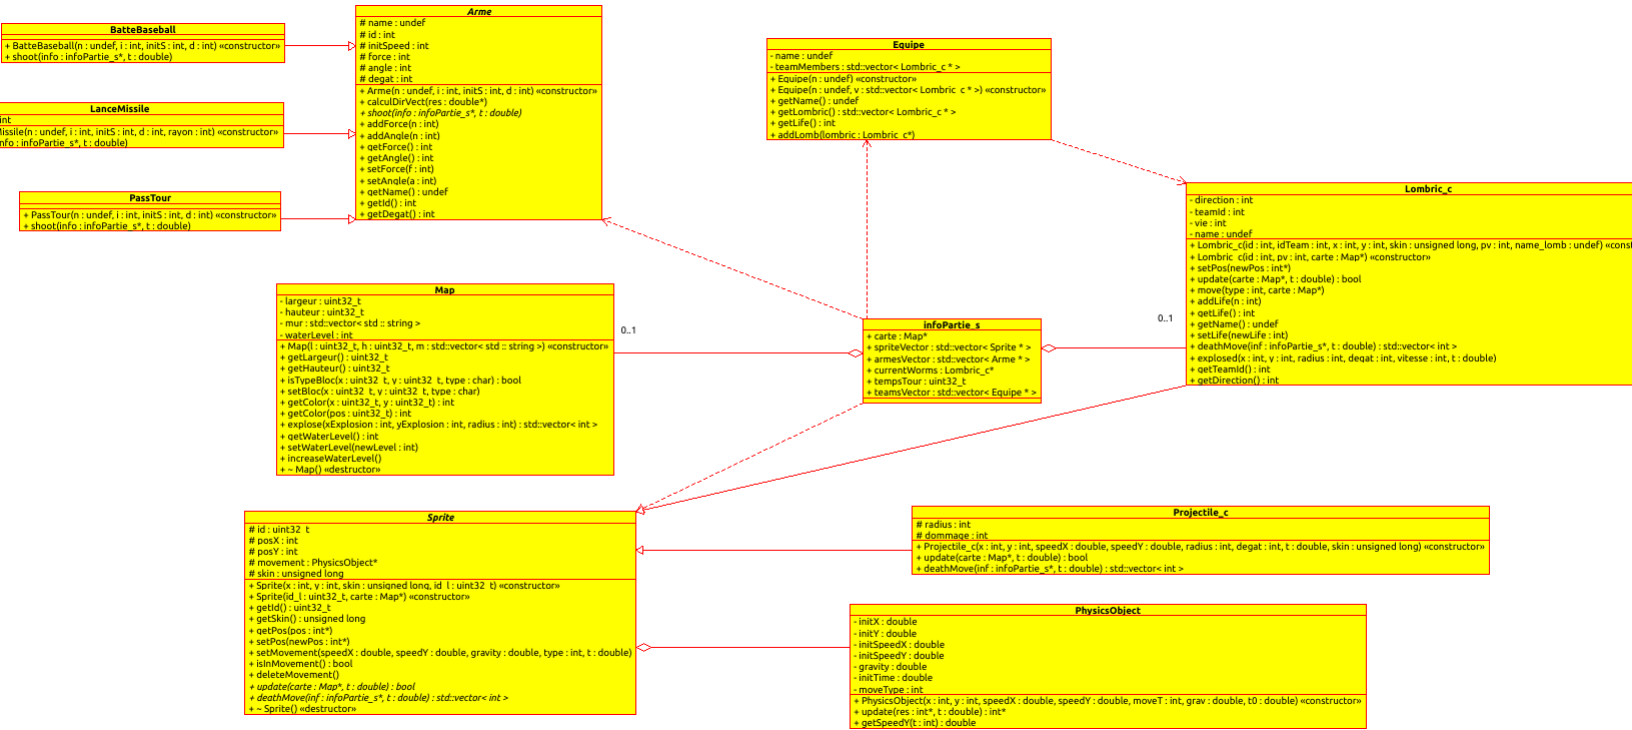 BatteBaseball
+ BatteBaseball(n : undef, i : int, initS : int, d : int) «constructor»
+ shoot(info : infoPartie_s*, t : double)
LanceMissile
int
Missile(n : undef, i : int, initS : int, d : int, rayon : int) «constructor»
nfo : infoPartie_s*, t : double)
PassTour
+ PassTour(n : undef, i : int, initS : int, d : int) «constructor»
+ shoot(info : infoPartie_s*, t : double)
Arme
# name : undef
# id : int
# initSpeed : int
# force : int
# angle : int
# degat : int
+ Arme(n : undef, i : int, initS : int, d : int) «constructor»
+ calculDirVect(res : double*)
+ shoot(info : infoPartie_s*, t : double)
+ addForce(n : int)
+ addAngle(n : int)
+ getForce() : int
+ getAngle() : int
+ setForce(f : int)
+ setAngle(a : int)
+ getName() : undef
+ getId() : int
+ getDegat() : int
Equipe
- name : undef
- teamMembers : std::vector< Lombric_c * >
+ Equipe(n : undef) «constructor»
+ Equipe(n : undef, v : std::vector< Lombric_c * >) «constructor»
+ getName() : undef
+ getLombric() : std::vector< Lombric_c * >
+ getLife() : int
+ addLomb(lombric : Lombric_c*)
Lombric_c
- direction : int
- teamId : int
- vie : int
- name : undef
+ Lombric_c(id : int, idTeam : int, x : int, y : int, skin : unsigned long, pv : int, name_lomb : undef) «const
+ Lombric_c(id : int, pv : int, carte : Map*) «constructor»
+ setPos(newPos : int*)
+ update(carte : Map*, t : double) : bool
+ move(type : int, carte : Map*)
+ addLife(n : int)
+ getLife() : int
+ getName() : undef
+ setLife(newLife : int)
+ deathMove(inf : infoPartie_s*, t : double) : std::vector< int >
+ explosed(x : int, y : int, radius : int, degat : int, vitesse : int, t : double)
+ getTeamId() : int
+ getDirection() : int
Map
- largeur : uint32_t
- hauteur : uint32_t
- mur : std::vector< std :: string >
- waterLevel : int
+ Map(l : uint32_t, h : uint32_t, m : std::vector< std :: string >) «constructor»
+ getLargeur() : uint32_t
+ getHauteur() : uint32_t
+ isTypeBloc(x : uint32_t, y : uint32_t, type : char) : bool
+ setBloc(x : uint32_t, y : uint32_t, type : char)
+ getColor(x : uint32_t, y : uint32_t) : int
+ getColor(pos : uint32_t) : int
+ explose(xExplosion : int, yExplosion : int, radius : int) : std::vector< int >
+ getWaterLevel() : int
+ setWaterLevel(newLevel : int)
+ increaseWaterLevel()
+ ~ Map() «destructor»
0..1
infoPartie_s
+ carte : Map*
+ spriteVector : std::vector< Sprite * >
+ armesVector : std::vector< Arme * >
+ currentWorms : Lombric_c*
+ tempsTour : uint32_t
+ teamsVector : std::vector< Equipe * >
0..1
Sprite
# id : uint32_t
# posX : int
# posY : int
# movement : PhysicsObject*
# skin : unsigned long
+ Sprite(x : int, y : int, skin : unsigned long, id_l : uint32_t) «constructor»
+ Sprite(id_l : uint32_t, carte : Map*) «constructor»
+ getId() : uint32_t
+ getSkin() : unsigned long
+ getPos(pos : int*)
+ setPos(newPos : int*)
+ setMovement(speedX : double, speedY : double, gravity : double, type : int, t : double)
+ isInMovement() : bool
+ deleteMovement()
+ update(carte : Map*, t : double) : bool
+ deathMove(inf : infoPartie_s*, t : double) : std::vector< int >
+ ~ Sprite() «destructor»
Projectile_c
# radius : int
# dommage : int
+ Projectile_c(x : int, y : int, speedX : double, speedY : double, radius : int, degat : int, t : double, skin : unsigned long) «constructor»
+ update(carte : Map*, t : double) : bool
+ deathMove(inf : infoPartie_s*, t : double) : std::vector< int >
PhysicsObject
- initX : double
- initY : double
- initSpeedX : double
- initSpeedY : double
- gravity : double
- initTime : double
- moveType : int
+ PhysicsObject(x : int, y : int, speedX : double, speedY : double, moveT : int, grav : double, t0 : double) «constructor»
+ update(res : int*, t : double) : int*
+ getSpeedY(t : int) : double